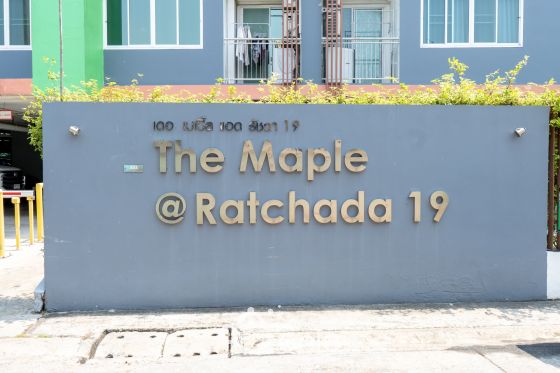 เดอ เมเปิ้ล แอด รัชดา 19
The Maple
@ Ratchada 19